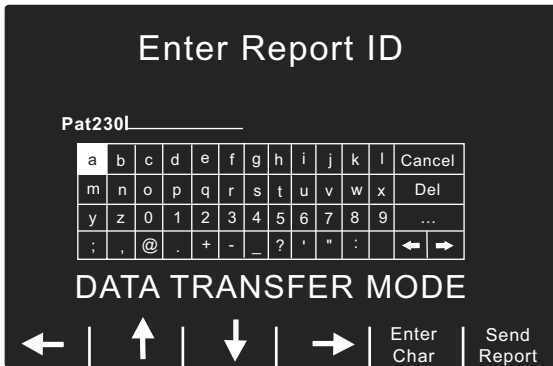 Enter Report ID
Pat230
a b c d e f g h i j k l Cancel
m n o p q r s t u v w x Del
y z 0 1 2 3 4 5 6 7 8 9 ...
; , @ . + - _ ? ' " : ← →
DATA TRANSFER MODE
← | ↑ | ↓ | → | Enter Char | Send Report